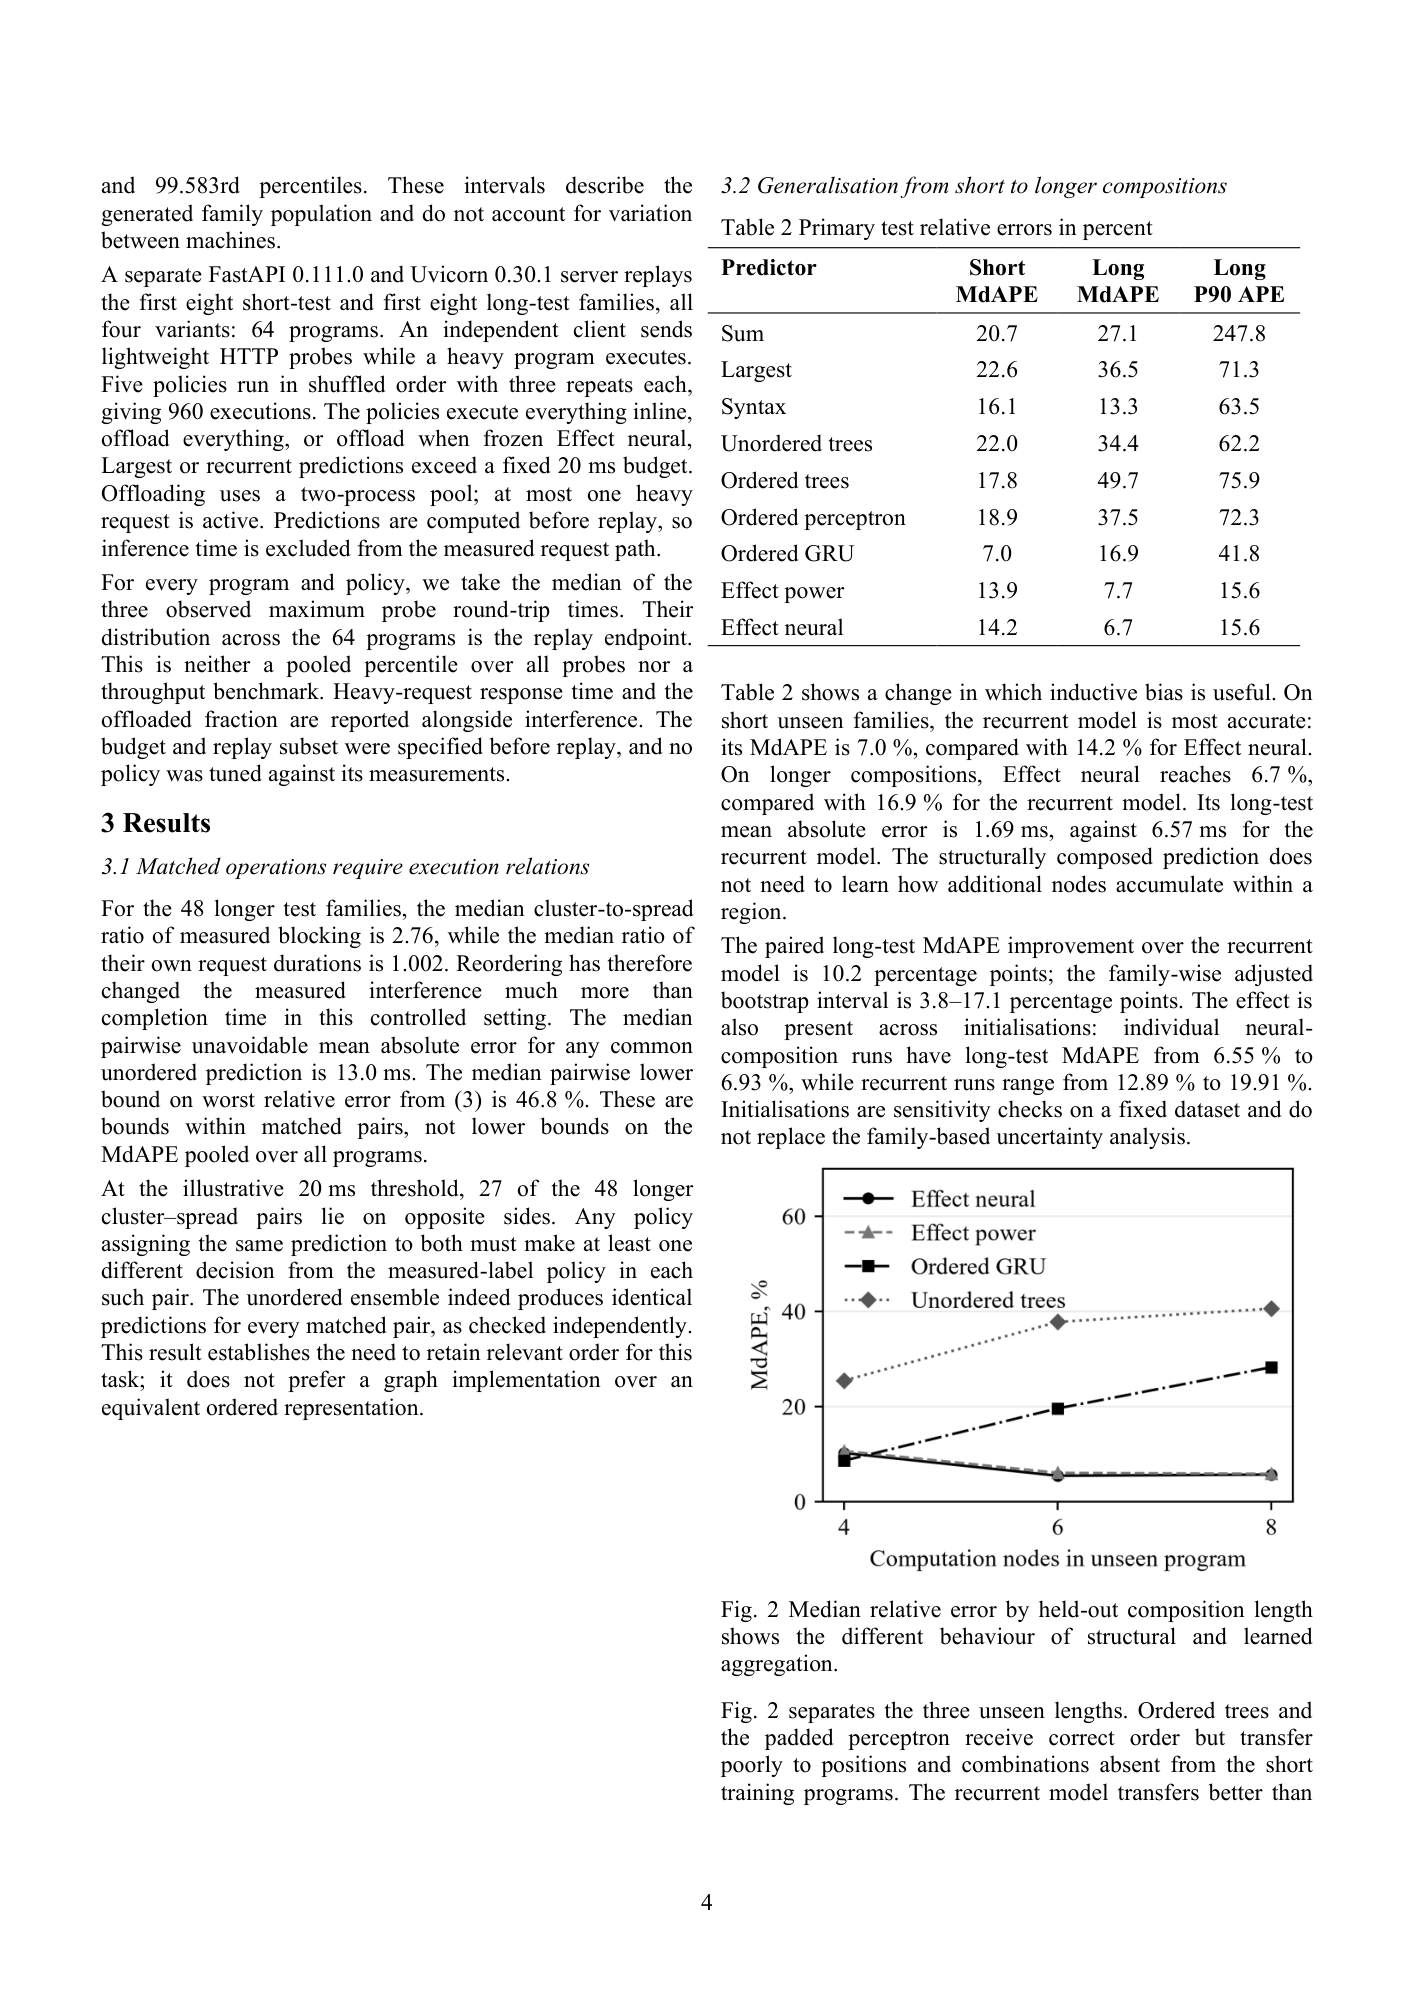 and 99.583rd percentiles. These intervals describe the
generated family population and do not account for variation
between machines.
A separate FastAPI 0.111.0 and Uvicorn 0.30.1 server replays
the first eight short-test and first eight long-test families, all
four variants: 64 programs. An independent client sends
lightweight HTTP probes while a heavy program executes.
Five policies run in shuffled order with three repeats each,
giving 960 executions. The policies execute everything inline,
offload everything, or offload when frozen Effect neural,
Largest or recurrent predictions exceed a fixed 20 ms budget.
Offloading uses a two-process pool; at most one heavy
request is active. Predictions are computed before replay, so
inference time is excluded from the measured request path.
For every program and policy, we take the median of the
three observed maximum probe round-trip times. Their
distribution across the 64 programs is the replay endpoint.
This is neither a pooled percentile over all probes nor a
throughput benchmark. Heavy-request response time and the
offloaded fraction are reported alongside interference. The
budget and replay subset were specified before replay, and no
policy was tuned against its measurements.
3 Results
3.1 Matched operations require execution relations
For the 48 longer test families, the median cluster-to-spread
ratio of measured blocking is 2.76, while the median ratio of
their own request durations is 1.002. Reordering has therefore
changed the measured interference much more than
completion time in this controlled setting. The median
pairwise unavoidable mean absolute error for any common
unordered prediction is 13.0 ms. The median pairwise lower
bound on worst relative error from (3) is 46.8 %. These are
bounds within matched pairs, not lower bounds on the
MdAPE pooled over all programs.
At the illustrative 20 ms threshold, 27 of the 48 longer
cluster–spread pairs lie on opposite sides. Any policy
assigning the same prediction to both must make at least one
different decision from the measured-label policy in each
such pair. The unordered ensemble indeed produces identical
predictions for every matched pair, as checked independently.
This result establishes the need to retain relevant order for this
task; it does not prefer a graph implementation over an
equivalent ordered representation.
3.2 Generalisation from short to longer compositions
Table 2 Primary test relative errors in percent
Predictor Short MdAPE Long MdAPE Long P90 APE
Sum 20.7 27.1 247.8
Largest 22.6 36.5 71.3
Syntax 16.1 13.3 63.5
Unordered trees 22.0 34.4 62.2
Ordered trees 17.8 49.7 75.9
Ordered perceptron 18.9 37.5 72.3
Ordered GRU 7.0 16.9 41.8
Effect power 13.9 7.7 15.6
Effect neural 14.2 6.7 15.6
Table 2 shows a change in which inductive bias is useful. On
short unseen families, the recurrent model is most accurate:
its MdAPE is 7.0 %, compared with 14.2 % for Effect neural.
On longer compositions, Effect neural reaches 6.7 %,
compared with 16.9 % for the recurrent model. Its long-test
mean absolute error is 1.69 ms, against 6.57 ms for the
recurrent model. The structurally composed prediction does
not need to learn how additional nodes accumulate within a
region.
The paired long-test MdAPE improvement over the recurrent
model is 10.2 percentage points; the family-wise adjusted
bootstrap interval is 3.8–17.1 percentage points. The effect is
also present across initialisations: individual neural-
composition runs have long-test MdAPE from 6.55 % to
6.93 %, while recurrent runs range from 12.89 % to 19.91 %.
Initialisations are sensitivity checks on a fixed dataset and do
not replace the family-based uncertainty analysis.
Effect neural
Effect power
Ordered GRU
Unordered trees
MdAPE, %
60
40
20
0
4 6 8
Computation nodes in unseen program
Fig. 2 Median relative error by held-out composition length
shows the different behaviour of structural and learned
aggregation.
Fig. 2 separates the three unseen lengths. Ordered trees and
the padded perceptron receive correct order but transfer
poorly to positions and combinations absent from the short
training programs. The recurrent model transfers better than
4